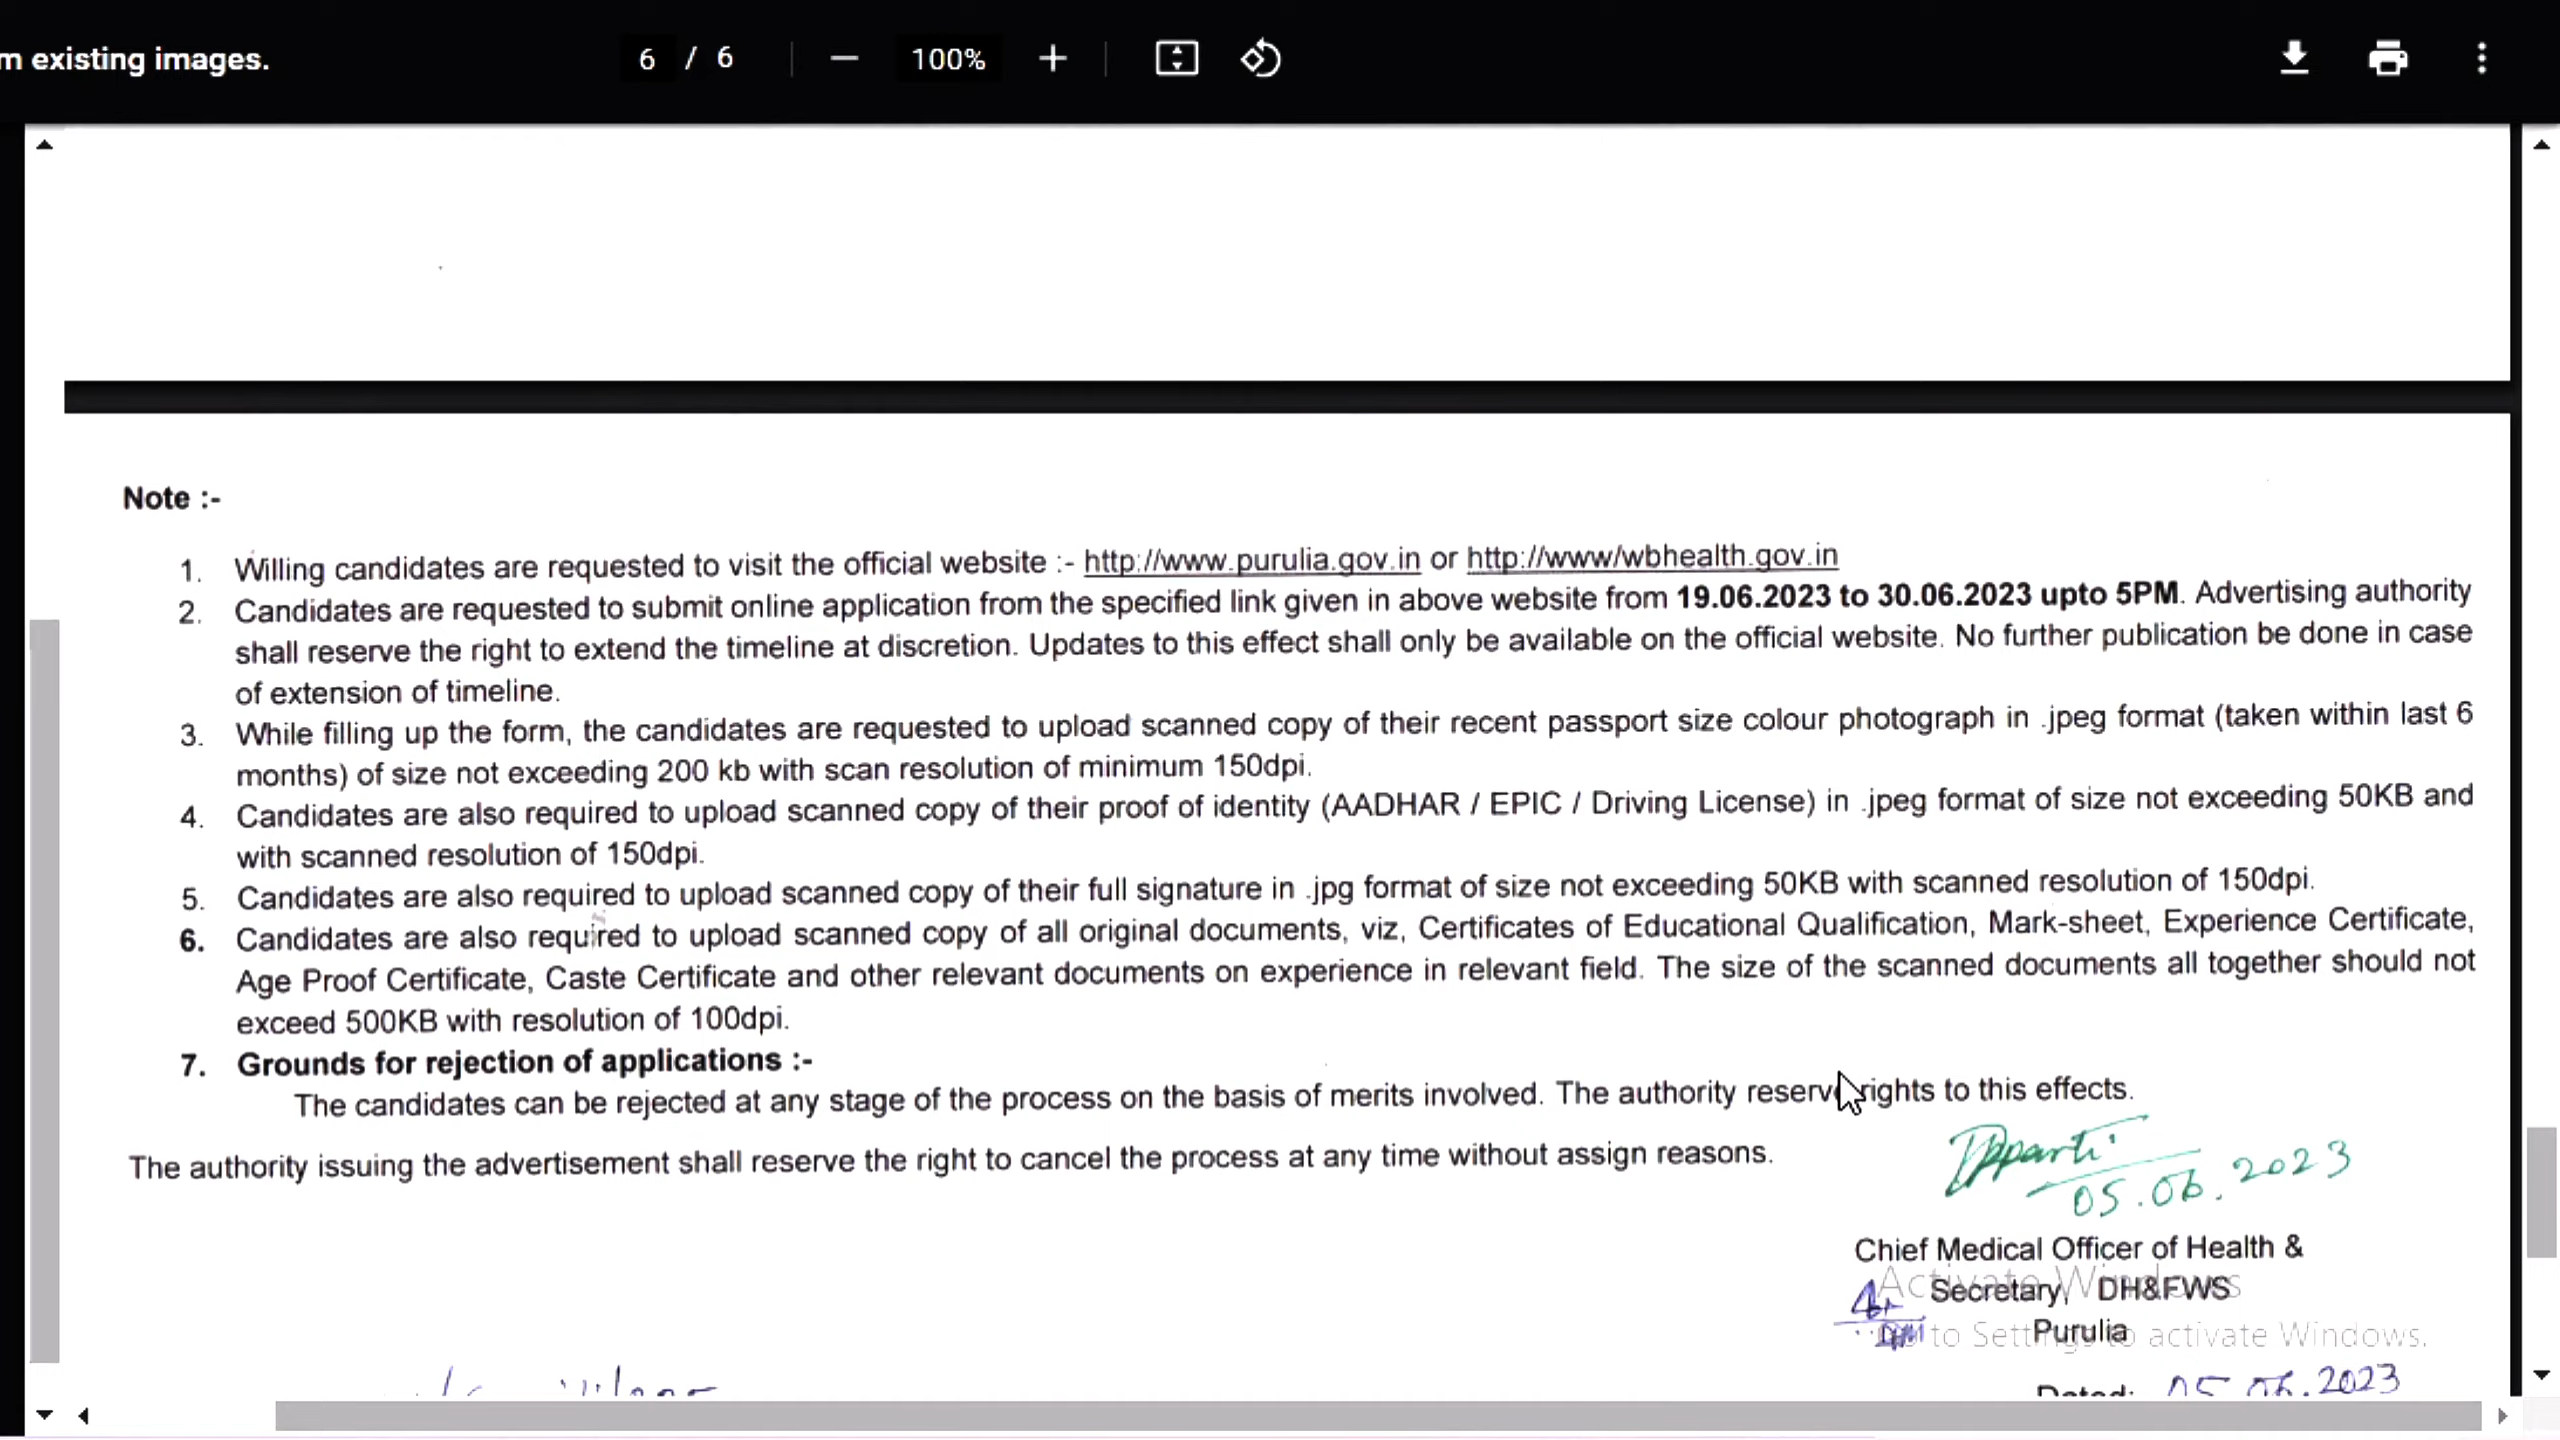 m existing images.
6 / 6
100%
Note :-
1. Willing candidates are requested to visit the official website :- http://www.purulia.gov.in or http://www/wbhealth.gov.in
2. Candidates are requested to submit online application from the specified link given in above website from 19.06.2023 to 30.06.2023 upto 5PM. Advertising authority
shall reserve the right to extend the timeline at discretion. Updates to this effect shall only be available on the official website. No further publication be done in case
of extension of timeline.
3. While filling up the form, the candidates are requested to upload scanned copy of their recent passport size colour photograph in .jpeg format (taken within last 6
months) of size not exceeding 200 kb with scan resolution of minimum 150dpi.
4. Candidates are also required to upload scanned copy of their proof of identity (AADHAR / EPIC / Driving License) in .jpeg format of size not exceeding 50KB and
with scanned resolution of 150dpi.
5. Candidates are also required to upload scanned copy of their full signature in .jpg format of size not exceeding 50KB with scanned resolution of 150dpi.
6. Candidates are also required to upload scanned copy of all original documents, viz, Certificates of Educational Qualification, Mark-sheet, Experience Certificate,
Age Proof Certificate, Caste Certificate and other relevant documents on experience in relevant field. The size of the scanned documents all together should not
exceed 500KB with resolution of 100dpi.
7. Grounds for rejection of applications :-
The candidates can be rejected at any stage of the process on the basis of merits involved. The authority reserve rights to this effects.
The authority issuing the advertisement shall reserve the right to cancel the process at any time without assign reasons.
05.06.2023
Chief Medical Officer of Health &
Secretary, DH&FWS
Purulia
Activate Windows
to Settings to activate Windows.
Dated: 05.06.2023